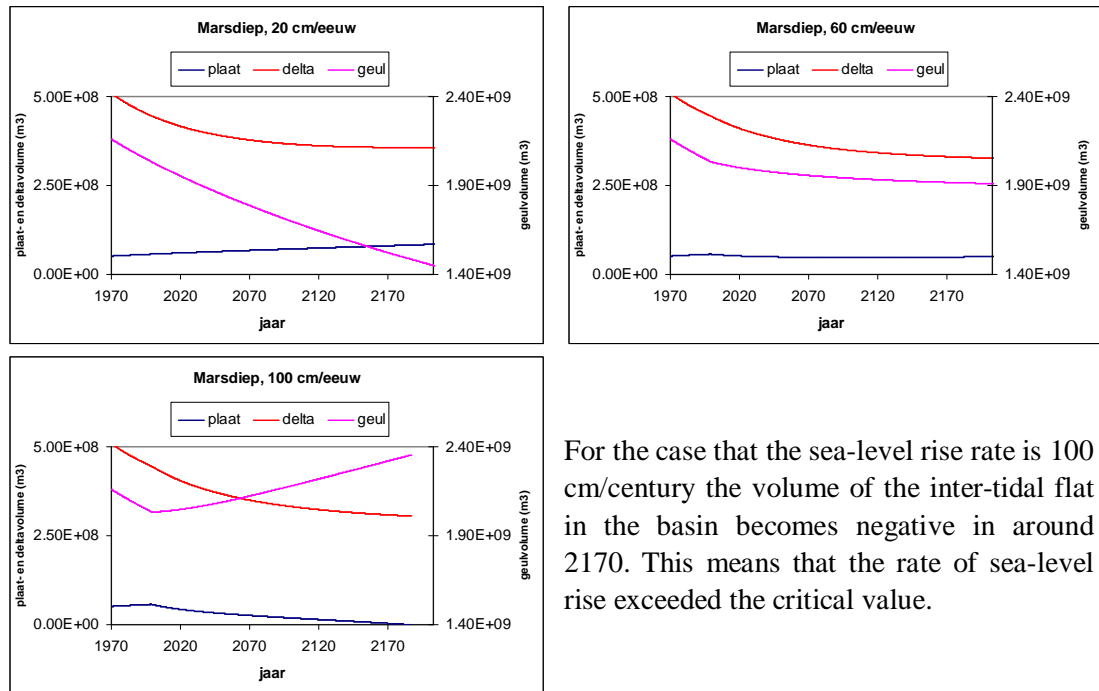 Marsdiep, 20 cm/eeuw
plaat delta geul
plaat- en deltavolume (m3)
5.00E+08
2.50E+08
0.00E+00
2.40E+09
1.90E+09
1.40E+09
geulvolume (m3)
1970 2020 2070 2120 2170
jaar
Marsdiep, 60 cm/eeuw
plaat delta geul
plaat- en deltavolume (m3)
5.00E+08
2.50E+08
0.00E+00
2.40E+09
1.90E+09
1.40E+09
geulvolume (m3)
1970 2020 2070 2120 2170
jaar
Marsdiep, 100 cm/eeuw
plaat delta geul
plaat- en deltavolume (m3)
5.00E+08
2.50E+08
0.00E+00
2.40E+09
1.90E+09
1.40E+09
geulvolume (m3)
1970 2020 2070 2120 2170
jaar
For the case that the sea-level rise rate is 100
cm/century the volume of the inter-tidal flat
in the basin becomes negative in around
2170. This means that the rate of sea-level
rise exceeded the critical value.